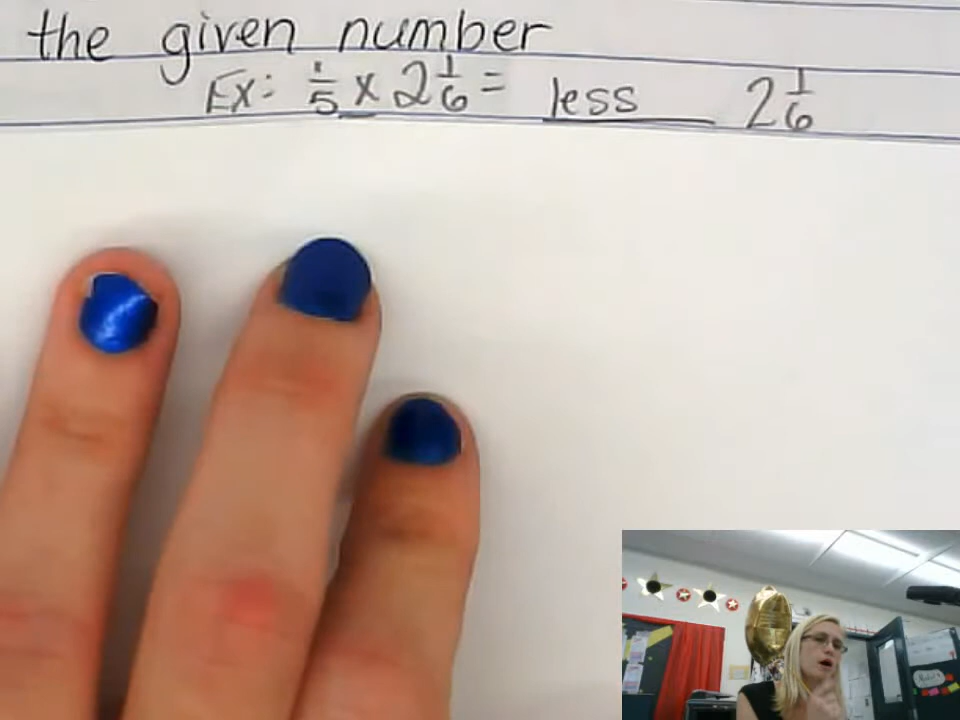 the given number
Ex: 1/5 x 2 1/6 = less 2 1/6